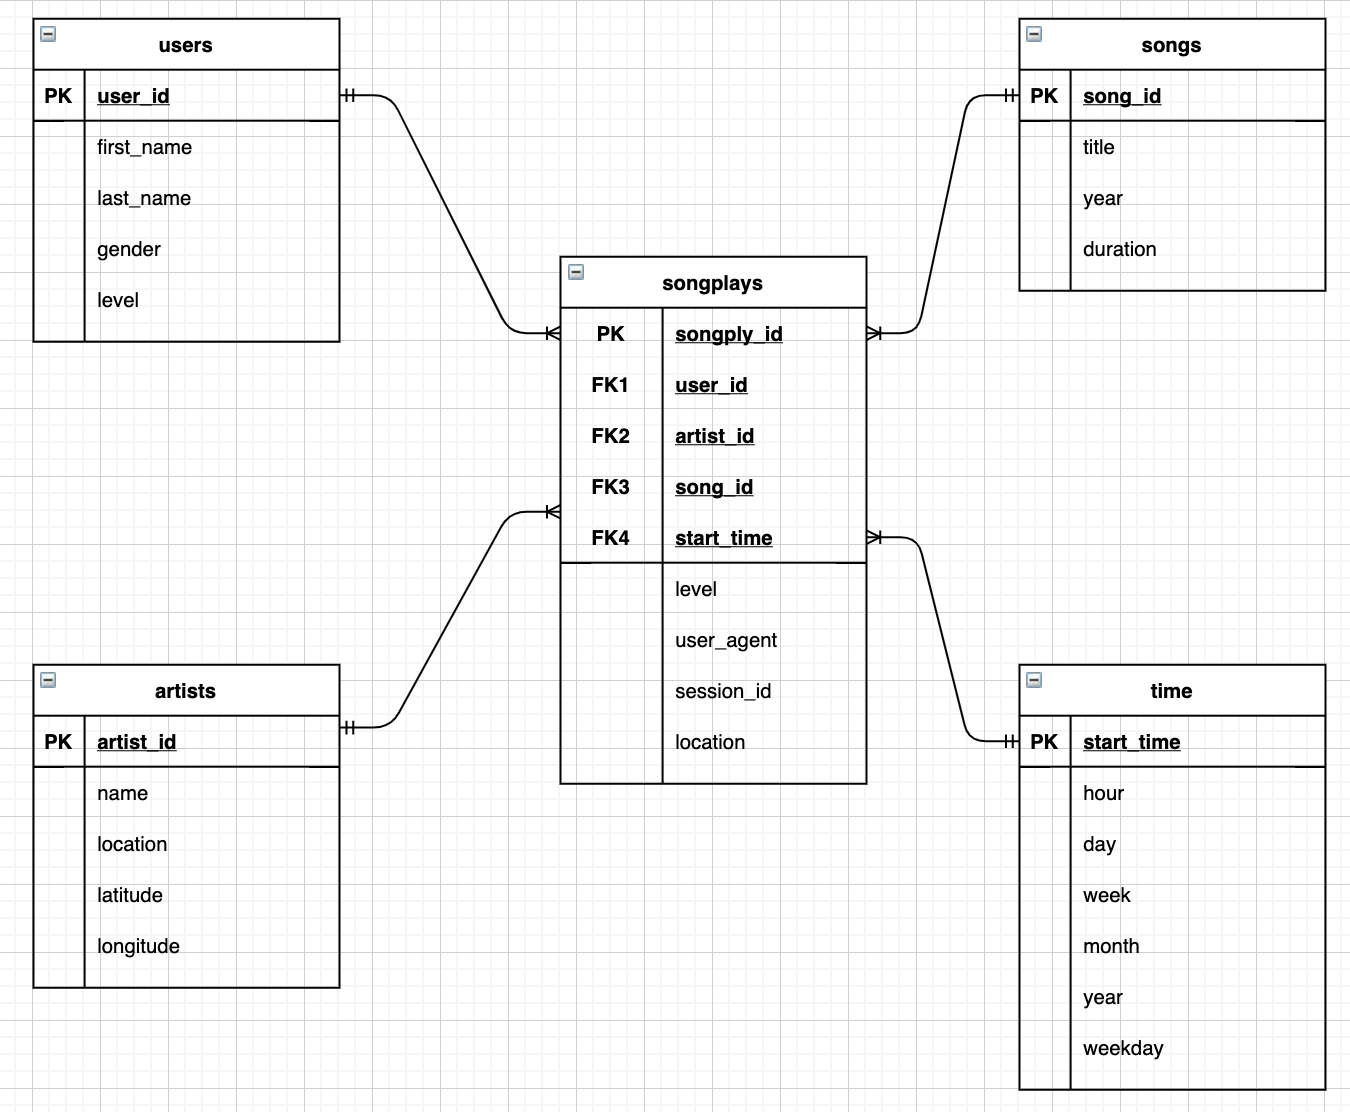 users
PK user_id
first_name
last_name
gender
level
songs
PK song_id
title
year
duration
songplays
PK songply_id
FK1 user_id
FK2 artist_id
FK3 song_id
FK4 start_time
level
user_agent
session_id
location
artists
PK artist_id
name
location
latitude
longitude
time
PK start_time
hour
day
week
month
year
weekday